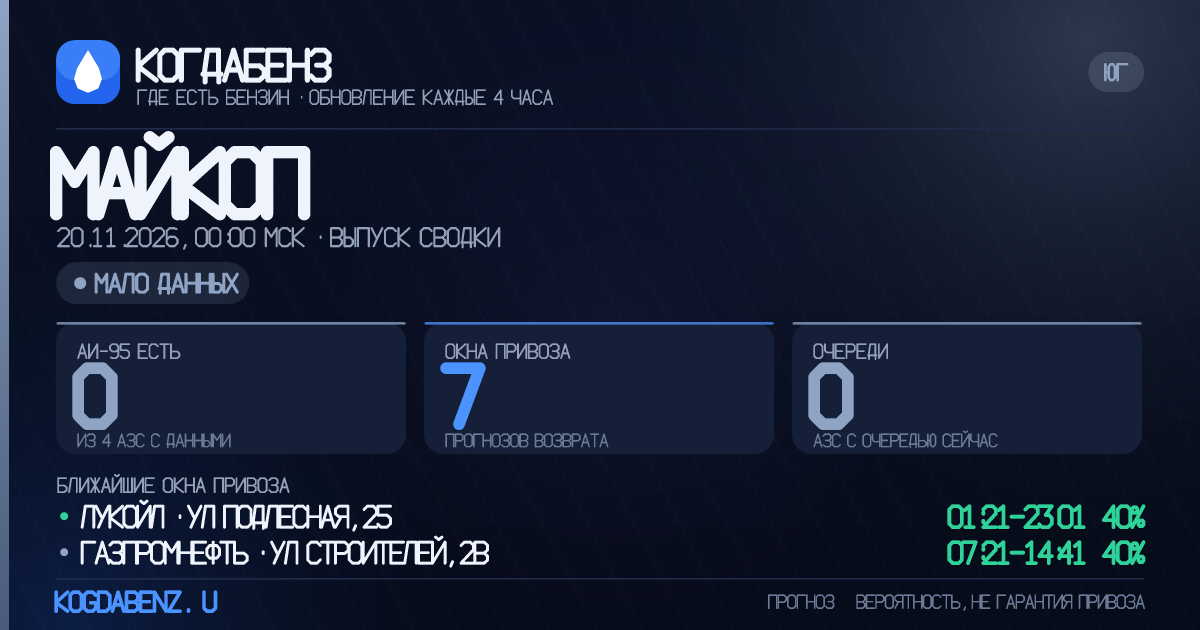 КОГДАБЕНЗ
ГДЕ ЕСТЬ БЕНЗИН · ОБНОВЛЕНИЕ КАЖДЫЕ 4 ЧАСА
ЮГ
МАЙКОП
20.11.2026, 00:00 МСК · ВЫПУСК СВОДКИ
МАЛО ДАННЫХ
АИ-95 ЕСТЬ
0
ИЗ 4 АЗС С ДАННЫМИ
ОКНА ПРИВОЗА
7
ПРОГНОЗОВ ВОЗВРАТА
ОЧЕРЕДИ
0
АЗС С ОЧЕРЕДЬЮ СЕЙЧАС
БЛИЖАЙШИЕ ОКНА ПРИВОЗА
• ЛУКОЙЛ · УЛ ПОДЛЕСНАЯ, 25 01:21–23:01 40%
• ГАЗПРОМНЕФТЬ · УЛ СТРОИТЕЛЕЙ, 2В 07:21–14:41 40%
KOGDABENZ. U
ПРОГНОЗ ВЕРОЯТНОСТЬ, НЕ ГАРАНТИЯ ПРИВОЗА